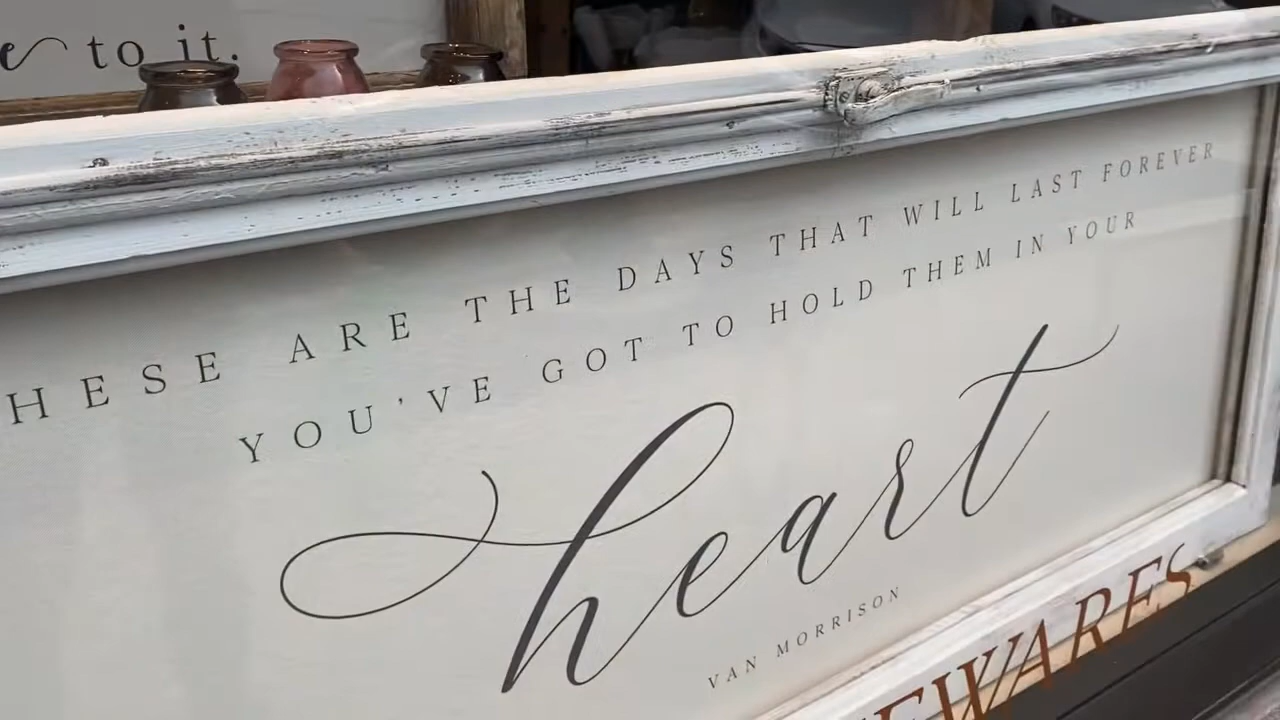 to it.
HESE ARE THE DAYS THAT WILL LAST FOREVER
YOU'VE GOT TO HOLD THEM IN YOUR
heart
VAN MORRISON
EWARES